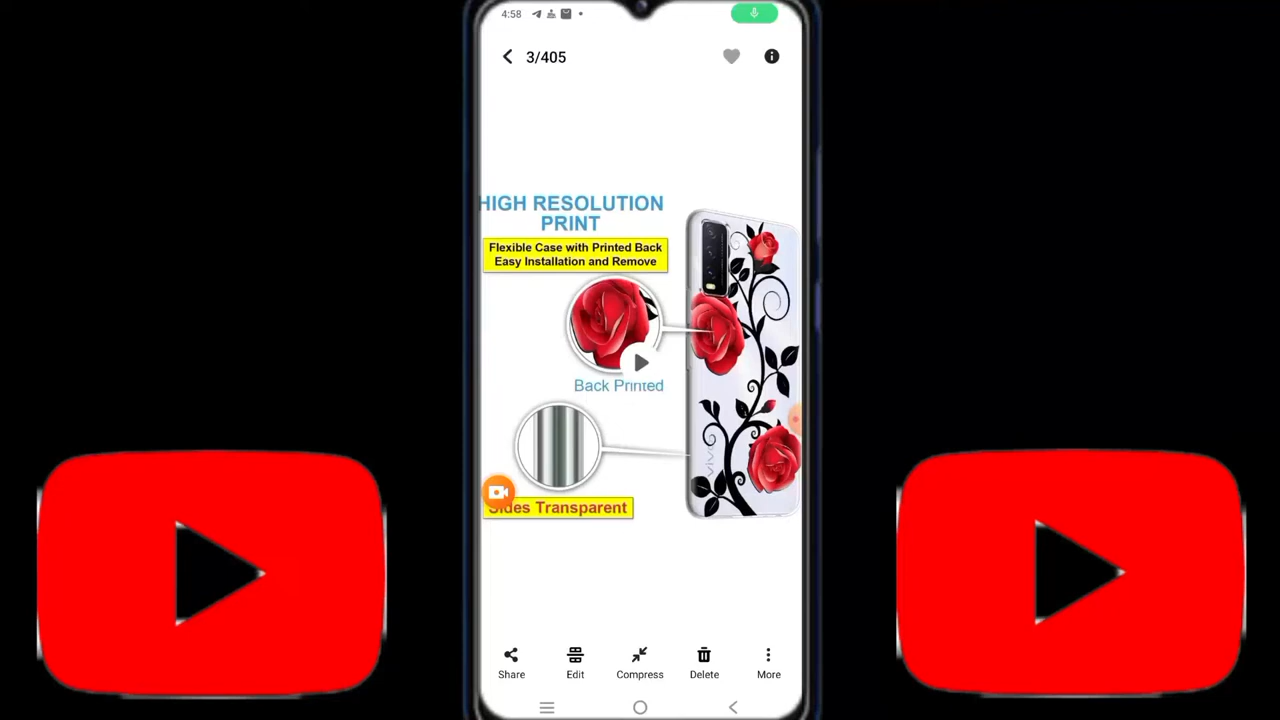 4:58
3/405
HIGH RESOLUTION
PRINT
Flexible Case with Printed Back
Easy Installation and Remove
Back Printed
vivo
Sides Transparent
Share
Edit
Compress
Delete
More